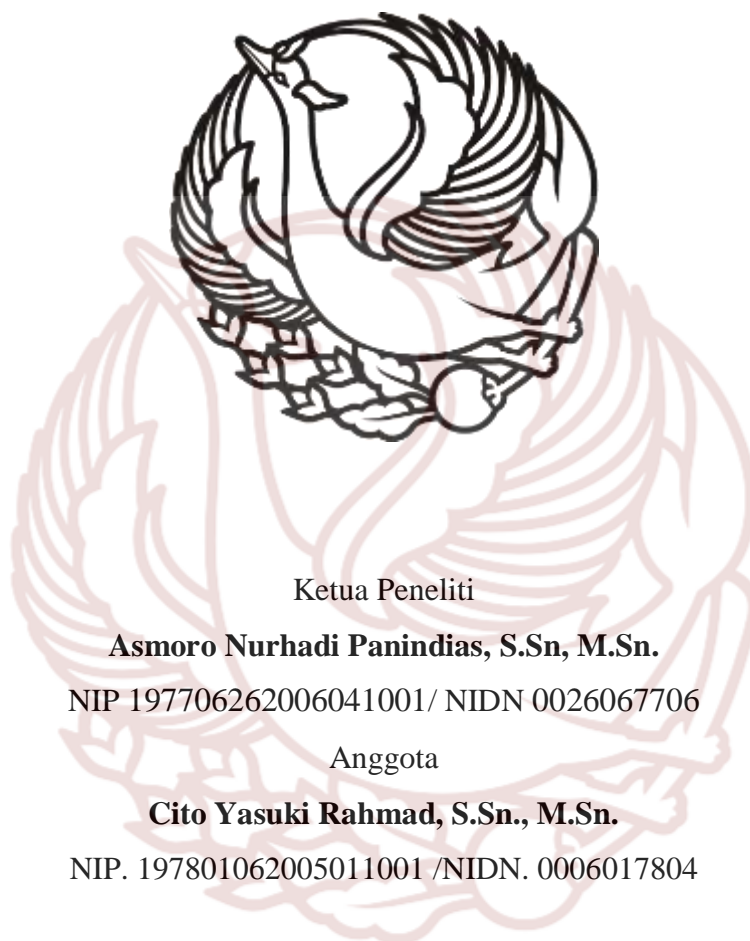 Ketua Peneliti
Asmoro Nurhadi Panindias, S.Sn, M.Sn.
NIP 197706262006041001/ NIDN 0026067706
Anggota
Cito Yasuki Rahmad, S.Sn., M.Sn.
NIP. 197801062005011001 /NIDN. 0006017804